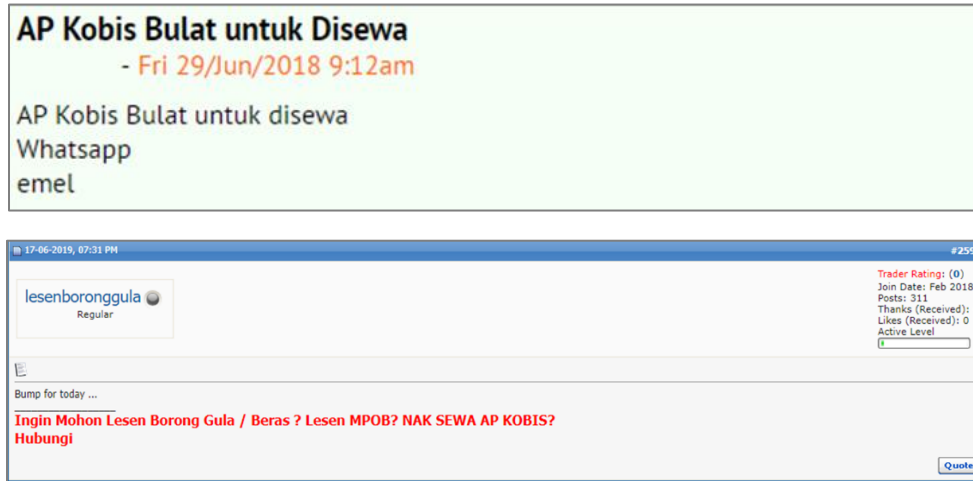 AP Kobis Bulat untuk Disewa
- Fri 29/Jun/2018 9:12am
AP Kobis Bulat untuk disewa
Whatsapp
emel
17-06-2019, 07:31 PM
#259
lesenboronggula
Regular
Trader Rating: (0)
Join Date: Feb 2018
Posts: 311
Thanks (Received):
Likes (Received): 0
Active Level
Bump for today ...
Ingin Mohon Lesen Borong Gula / Beras ? Lesen MPOB? NAK SEWA AP KOBIS?
Hubungi
Quote